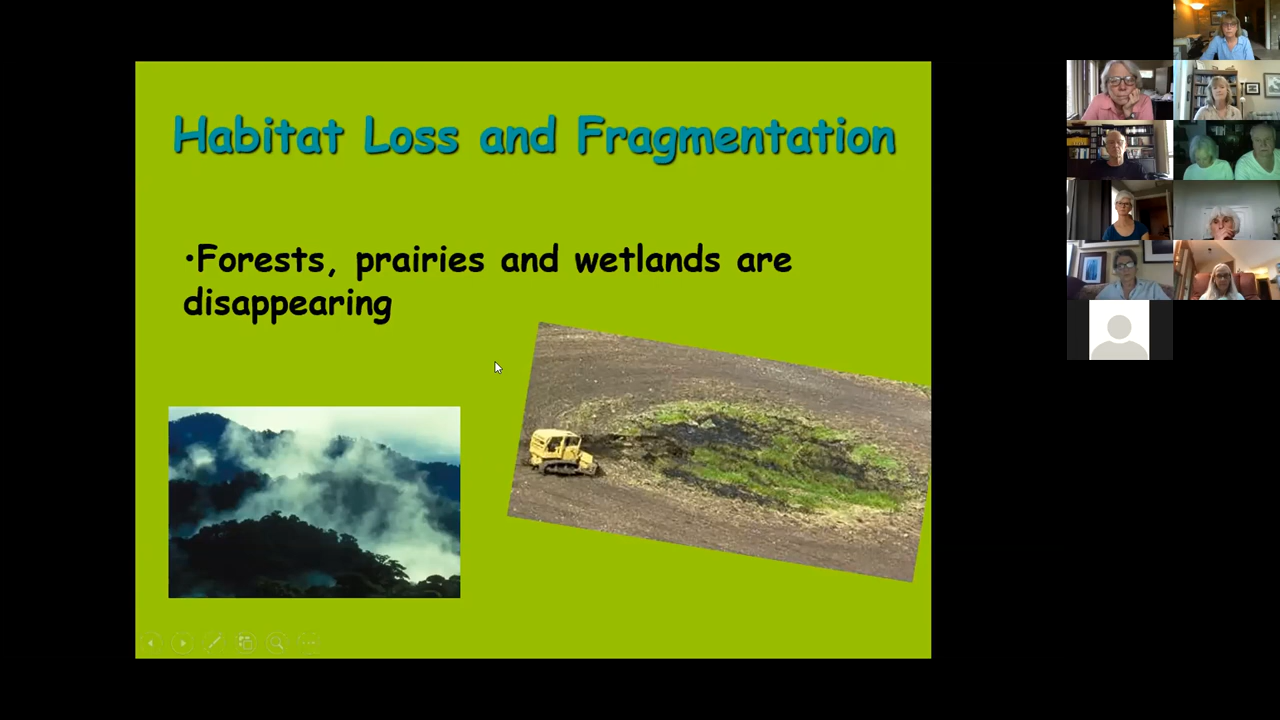 Habitat Loss and Fragmentation
•Forests, prairies and wetlands are
disappearing